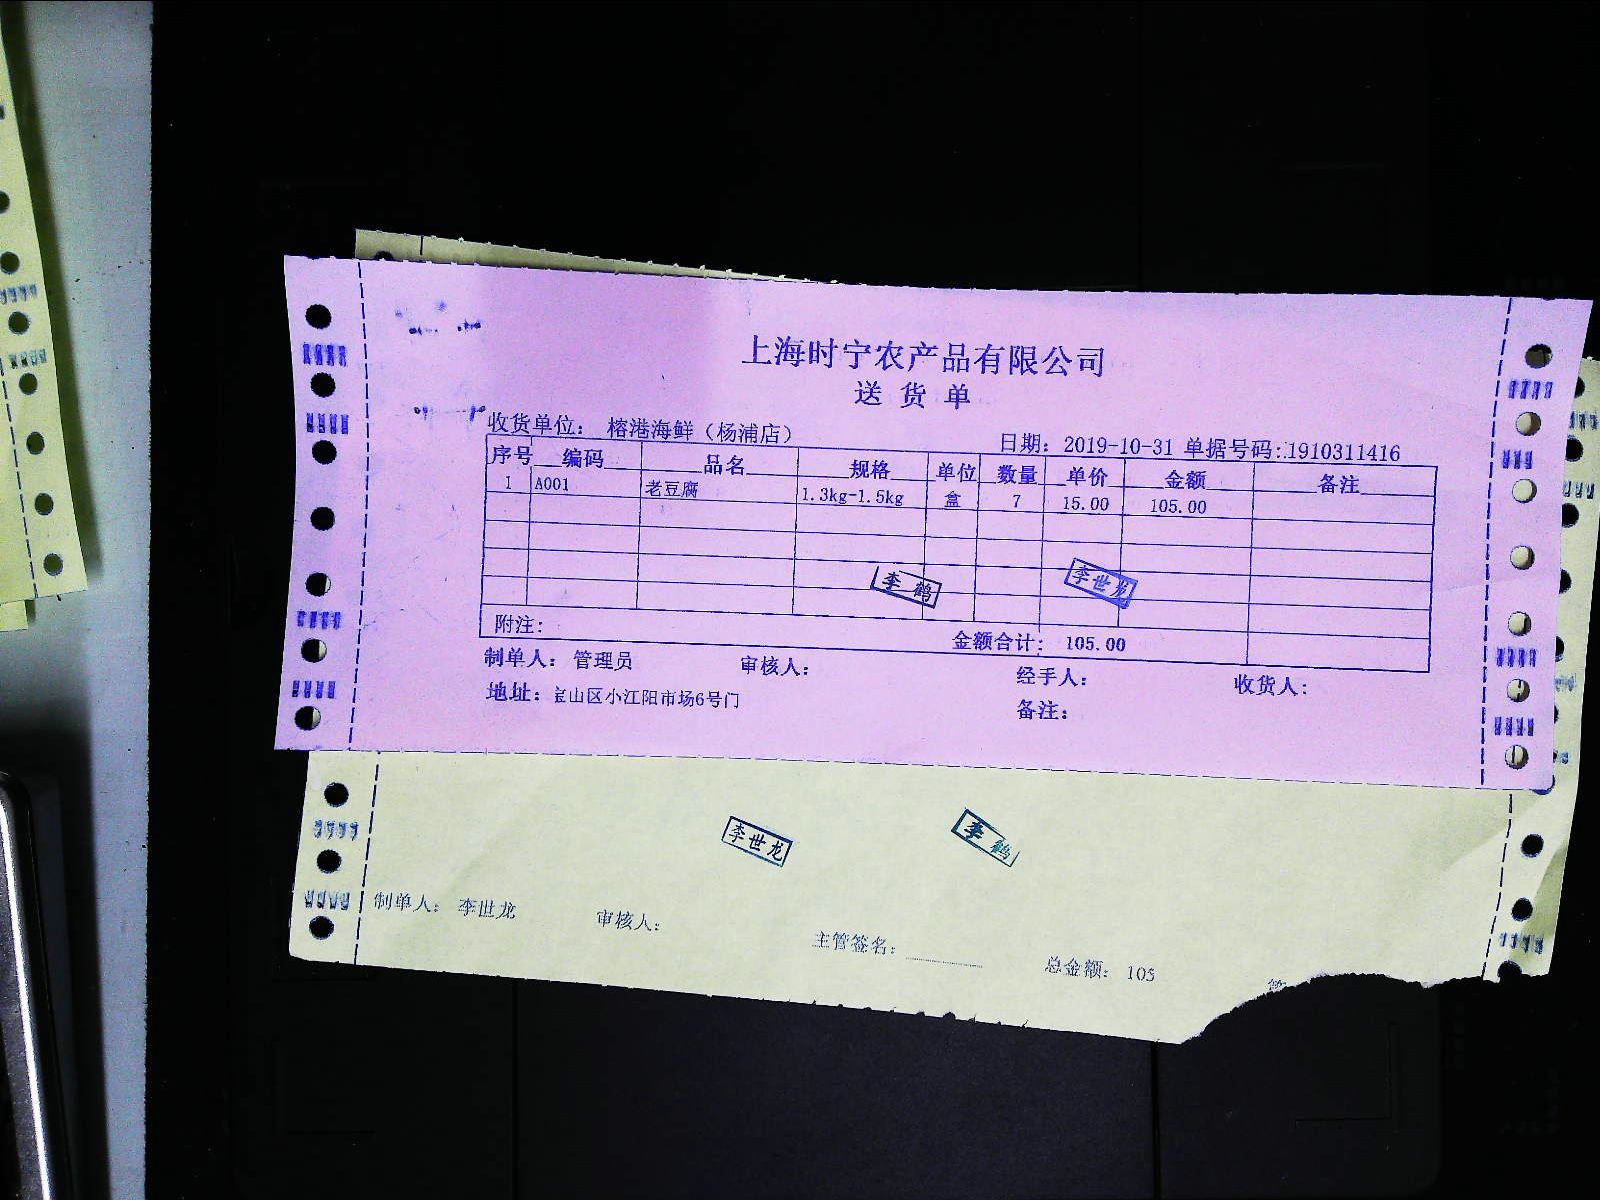 上海时宁农产品有限公司
送 货 单
收货单位: 榕港海鲜（杨浦店）
日期: 2019-10-31 单据号码: 1910311416
序号 编码 品名 规格 单位 数量 单价 金额 备注
1 A001 老豆腐 1.3kg-1.5kg 盒 7 15.00 105.00
李鹤
李世龙
附注:
金额合计: 105.00
制单人: 管理员 审核人: 经手人: 收货人:
地址: 宝山区小江阳市场6号门
备注:
李世龙
李鹤
制单人: 李世龙 审核人: 主管签名: 总金额: 105